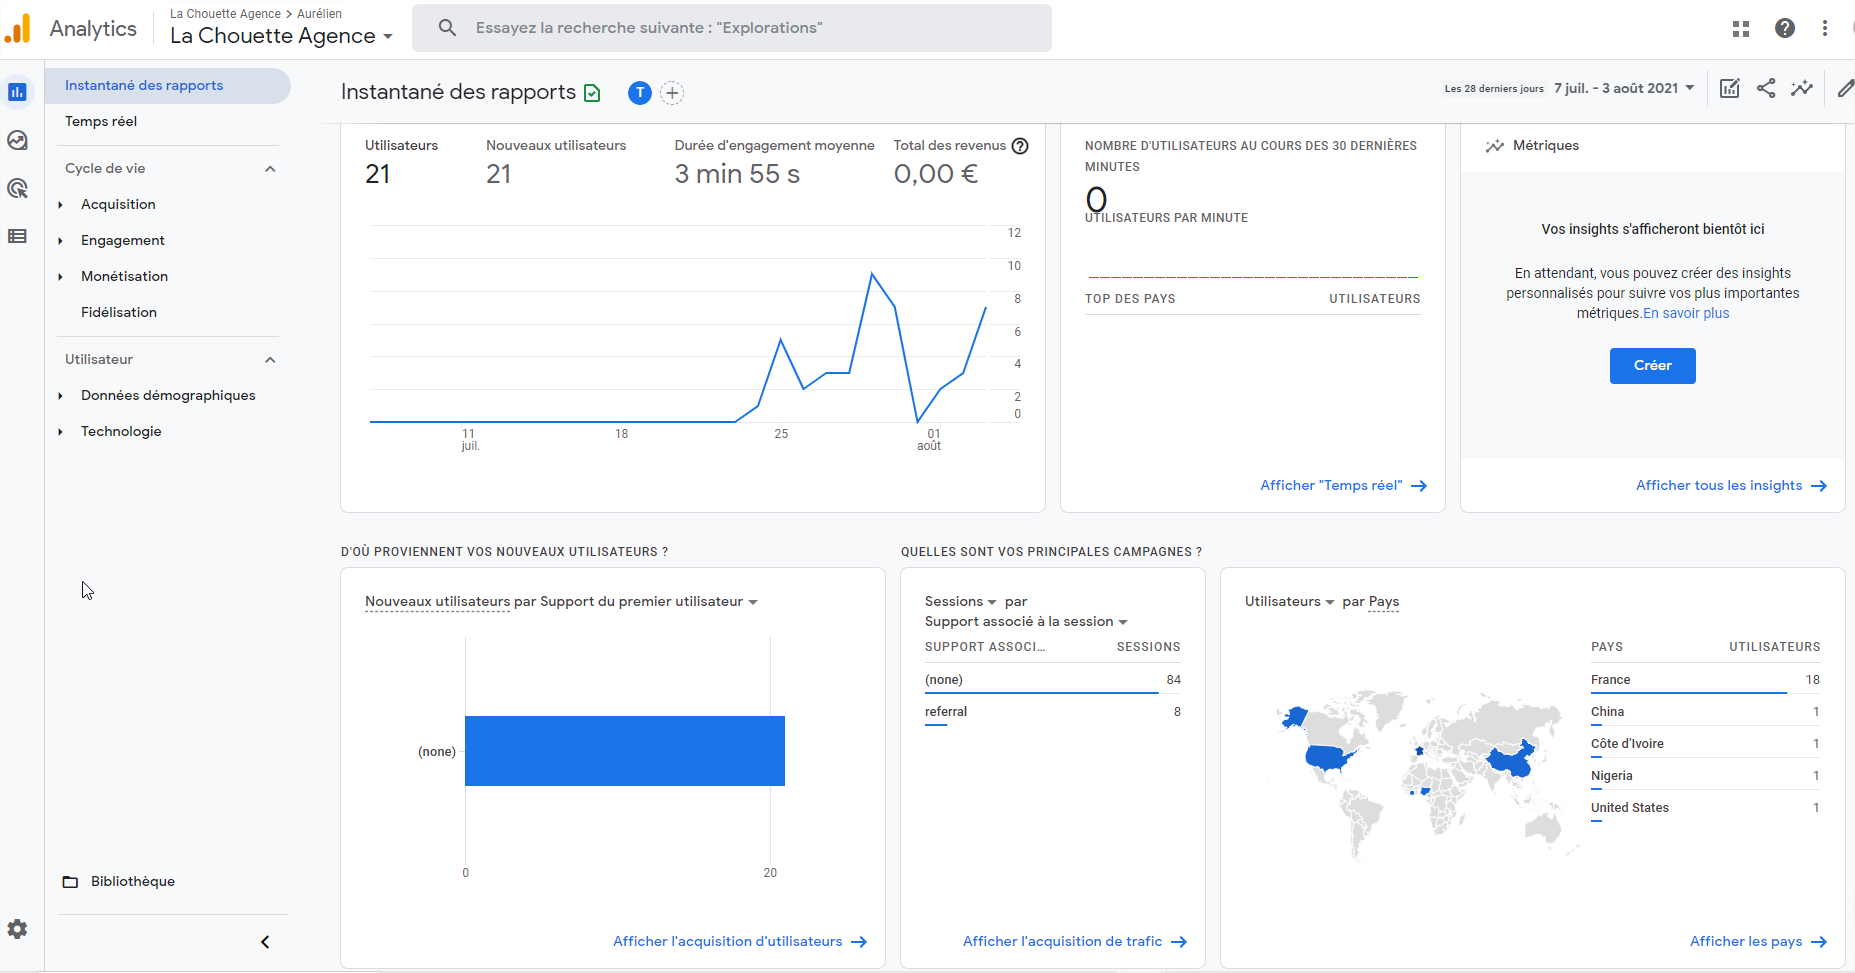 Analytics
La Chouette Agence > Aurélien
La Chouette Agence
Essayez la recherche suivante : "Explorations"
Instantané des rapports
Temps réel
Cycle de vie
Acquisition
Engagement
Monétisation
Fidélisation
Utilisateur
Données démographiques
Technologie
Bibliothèque
Instantané des rapports
T
Les 28 derniers jours 7 juil. - 3 août 2021
Utilisateurs
21
Nouveaux utilisateurs
21
Durée d'engagement moyenne
3 min 55 s
Total des revenus
0,00 €
12
10
8
6
4
2
0
11
juil.
18
25
01
août
NOMBRE D'UTILISATEURS AU COURS DES 30 DERNIÈRES
MINUTES
0
UTILISATEURS PAR MINUTE
TOP DES PAYS UTILISATEURS
Afficher "Temps réel"
Métriques
Vos insights s'afficheront bientôt ici
En attendant, vous pouvez créer des insights
personnalisés pour suivre vos plus importantes
métriques.En savoir plus
Créer
Afficher tous les insights
D'OÙ PROVIENNENT VOS NOUVEAUX UTILISATEURS ?
Nouveaux utilisateurs par Support du premier utilisateur
(none)
0 20
Afficher l'acquisition d'utilisateurs
QUELLES SONT VOS PRINCIPALES CAMPAGNES ?
Sessions par
Support associé à la session
SUPPORT ASSOCI... SESSIONS
(none) 84
referral 8
Afficher l'acquisition de trafic
Utilisateurs par Pays
PAYS UTILISATEURS
France 18
China 1
Côte d'Ivoire 1
Nigeria 1
United States 1
Afficher les pays